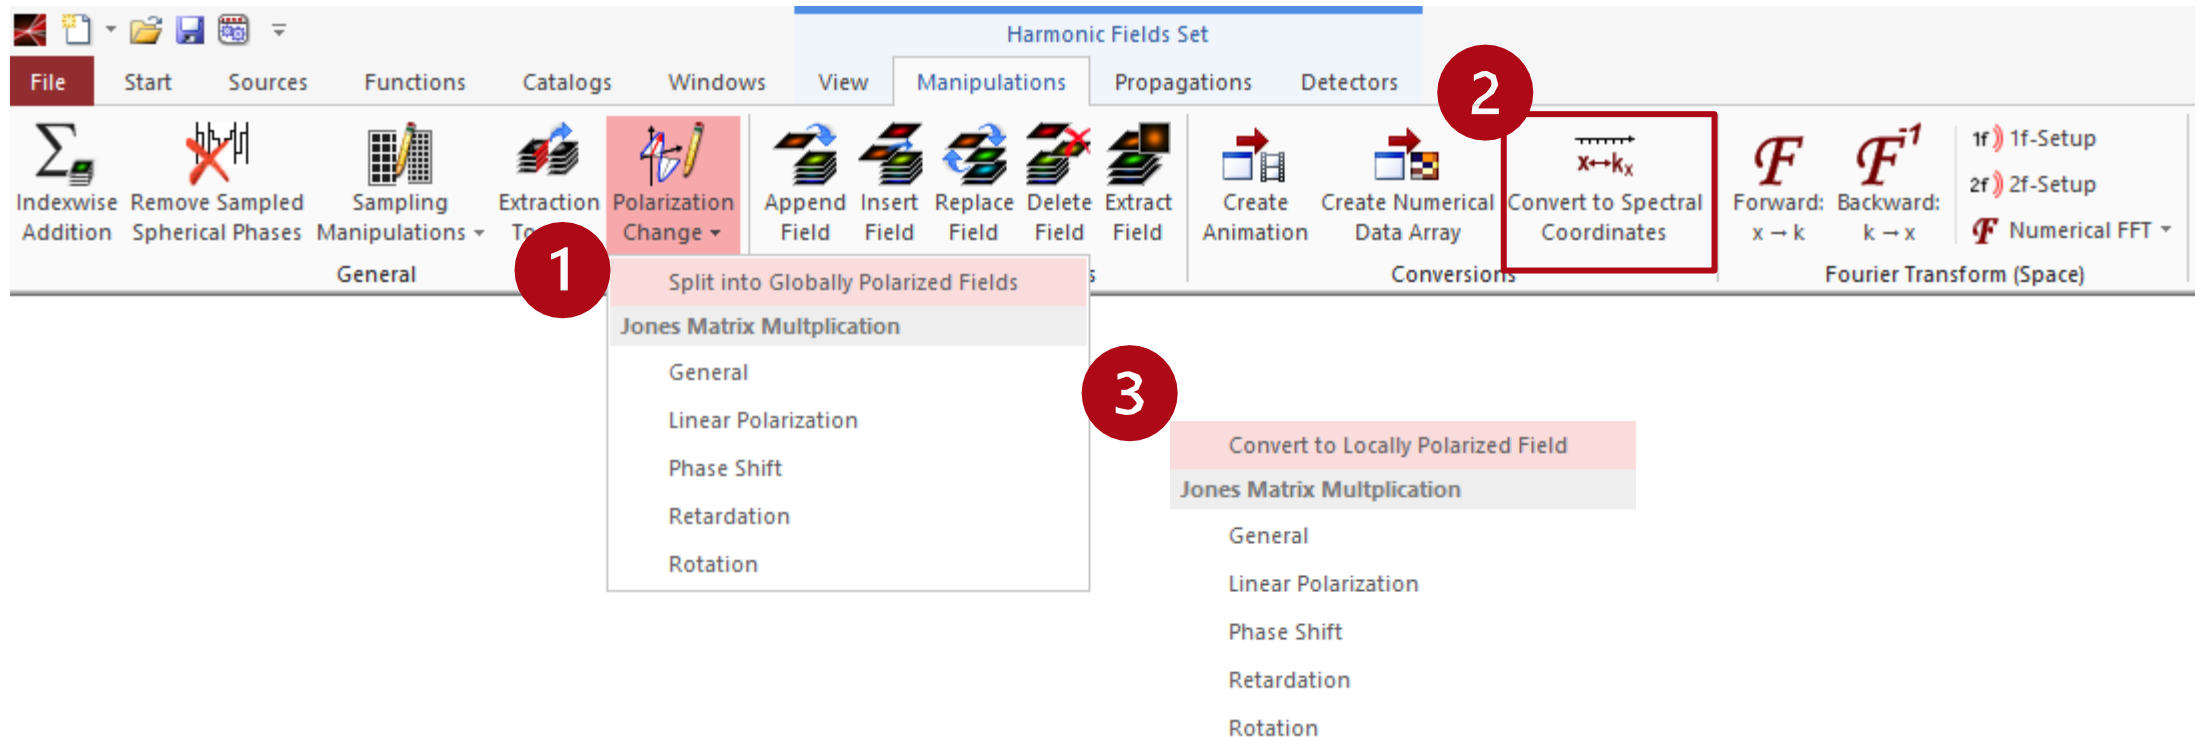 Harmonic Fields Set
File Start Sources Functions Catalogs Windows View Manipulations Propagations Detectors
2
Indexwise Addition
Remove Sampled Spherical Phases
Sampling Manipulations
Extraction
Polarization Change
Append Field
Insert Field
Replace Field
Delete Field
Extract Field
Create Animation
Create Numerical Data Array
x↔kx
Convert to Spectral Coordinates
F
Forward: x → k
F-1
Backward: k → x
1f 1f-Setup
2f 2f-Setup
F Numerical FFT
General
Conversions
Fourier Transform (Space)
1
Split into Globally Polarized Fields
Jones Matrix Multplication
General
Linear Polarization
Phase Shift
Retardation
Rotation
3
Convert to Locally Polarized Field
Jones Matrix Multplication
General
Linear Polarization
Phase Shift
Retardation
Rotation